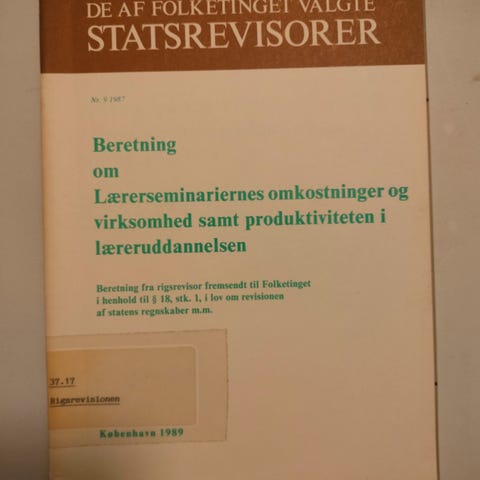 DE AF FOLKETINGET VALGTE
STATSREVISORER
Nr. 9 1987
Beretning
om
Lærerseminariernes omkostninger og
virksomhed samt produktiviteten i
læreruddannelsen
Beretning fra rigsrevisor fremsendt til Folketinget
i henhold til § 18, stk. 1, i lov om revisionen
af statens regnskaber m.m.
37.17
Rigsrevisionen
København 1989